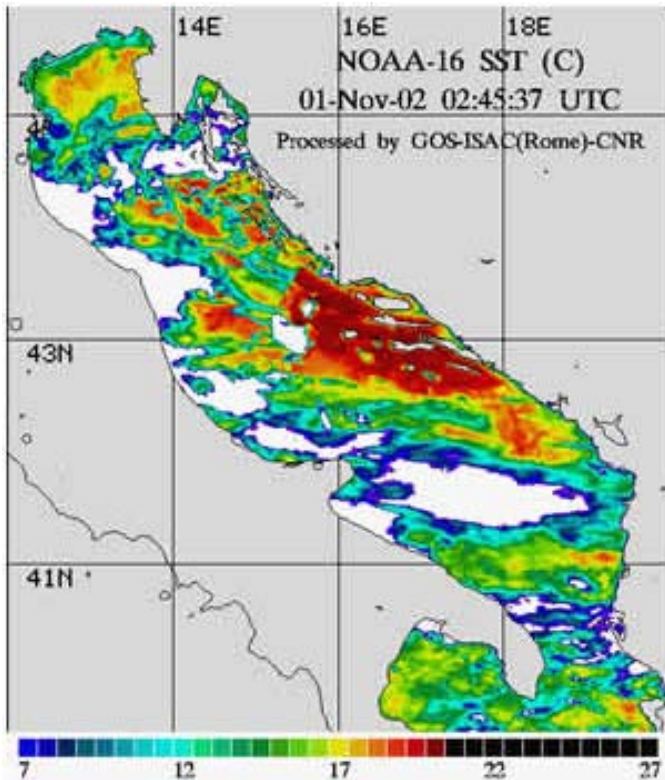 14E 16E 18E
NOAA-16 SST (C)
01-Nov-02 02:45:37 UTC
Processed by GOS-ISAC(Rome)-CNR
43N
41N
7 12 17 22 27